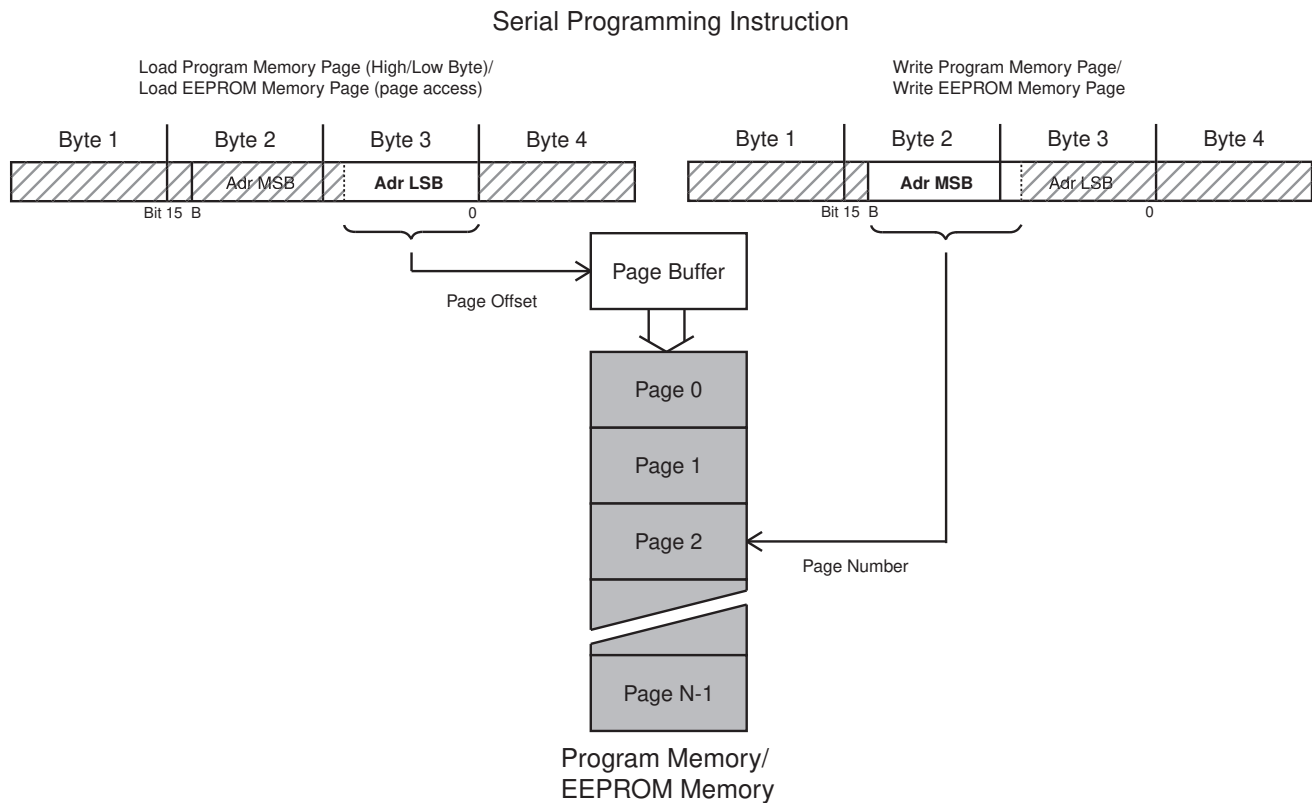 Serial Programming Instruction
Load Program Memory Page (High/Low Byte)/
Load EEPROM Memory Page (page access)
Write Program Memory Page/
Write EEPROM Memory Page
Byte 1 Byte 2 Byte 3 Byte 4
Byte 1 Byte 2 Byte 3 Byte 4
Adr MSB Adr LSB
Adr MSB Adr LSB
Bit 15 B 0
Bit 15 B 0
Page Buffer
Page Offset
Page 0
Page 1
Page 2
Page Number
Page N-1
Program Memory/
EEPROM Memory